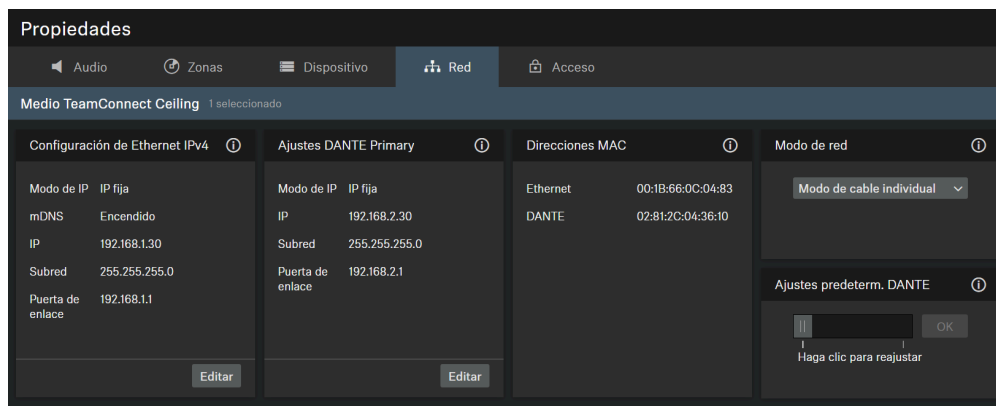 Propiedades
Audio
Zonas
Dispositivo
Red
Acceso
Medio TeamConnect Ceiling 1 seleccionado
Configuración de Ethernet IPv4
Modo de IP IP fija
mDNS Encendido
IP 192.168.1.30
Subred 255.255.255.0
Puerta de enlace 192.168.1.1
Editar
Ajustes DANTE Primary
Modo de IP IP fija
IP 192.168.2.30
Subred 255.255.255.0
Puerta de enlace 192.168.2.1
Editar
Direcciones MAC
Ethernet 00:1B:66:0C:04:83
DANTE 02:81:2C:04:36:10
Modo de red
Modo de cable individual
Ajustes predeterm. DANTE
OK
Haga clic para reajustar